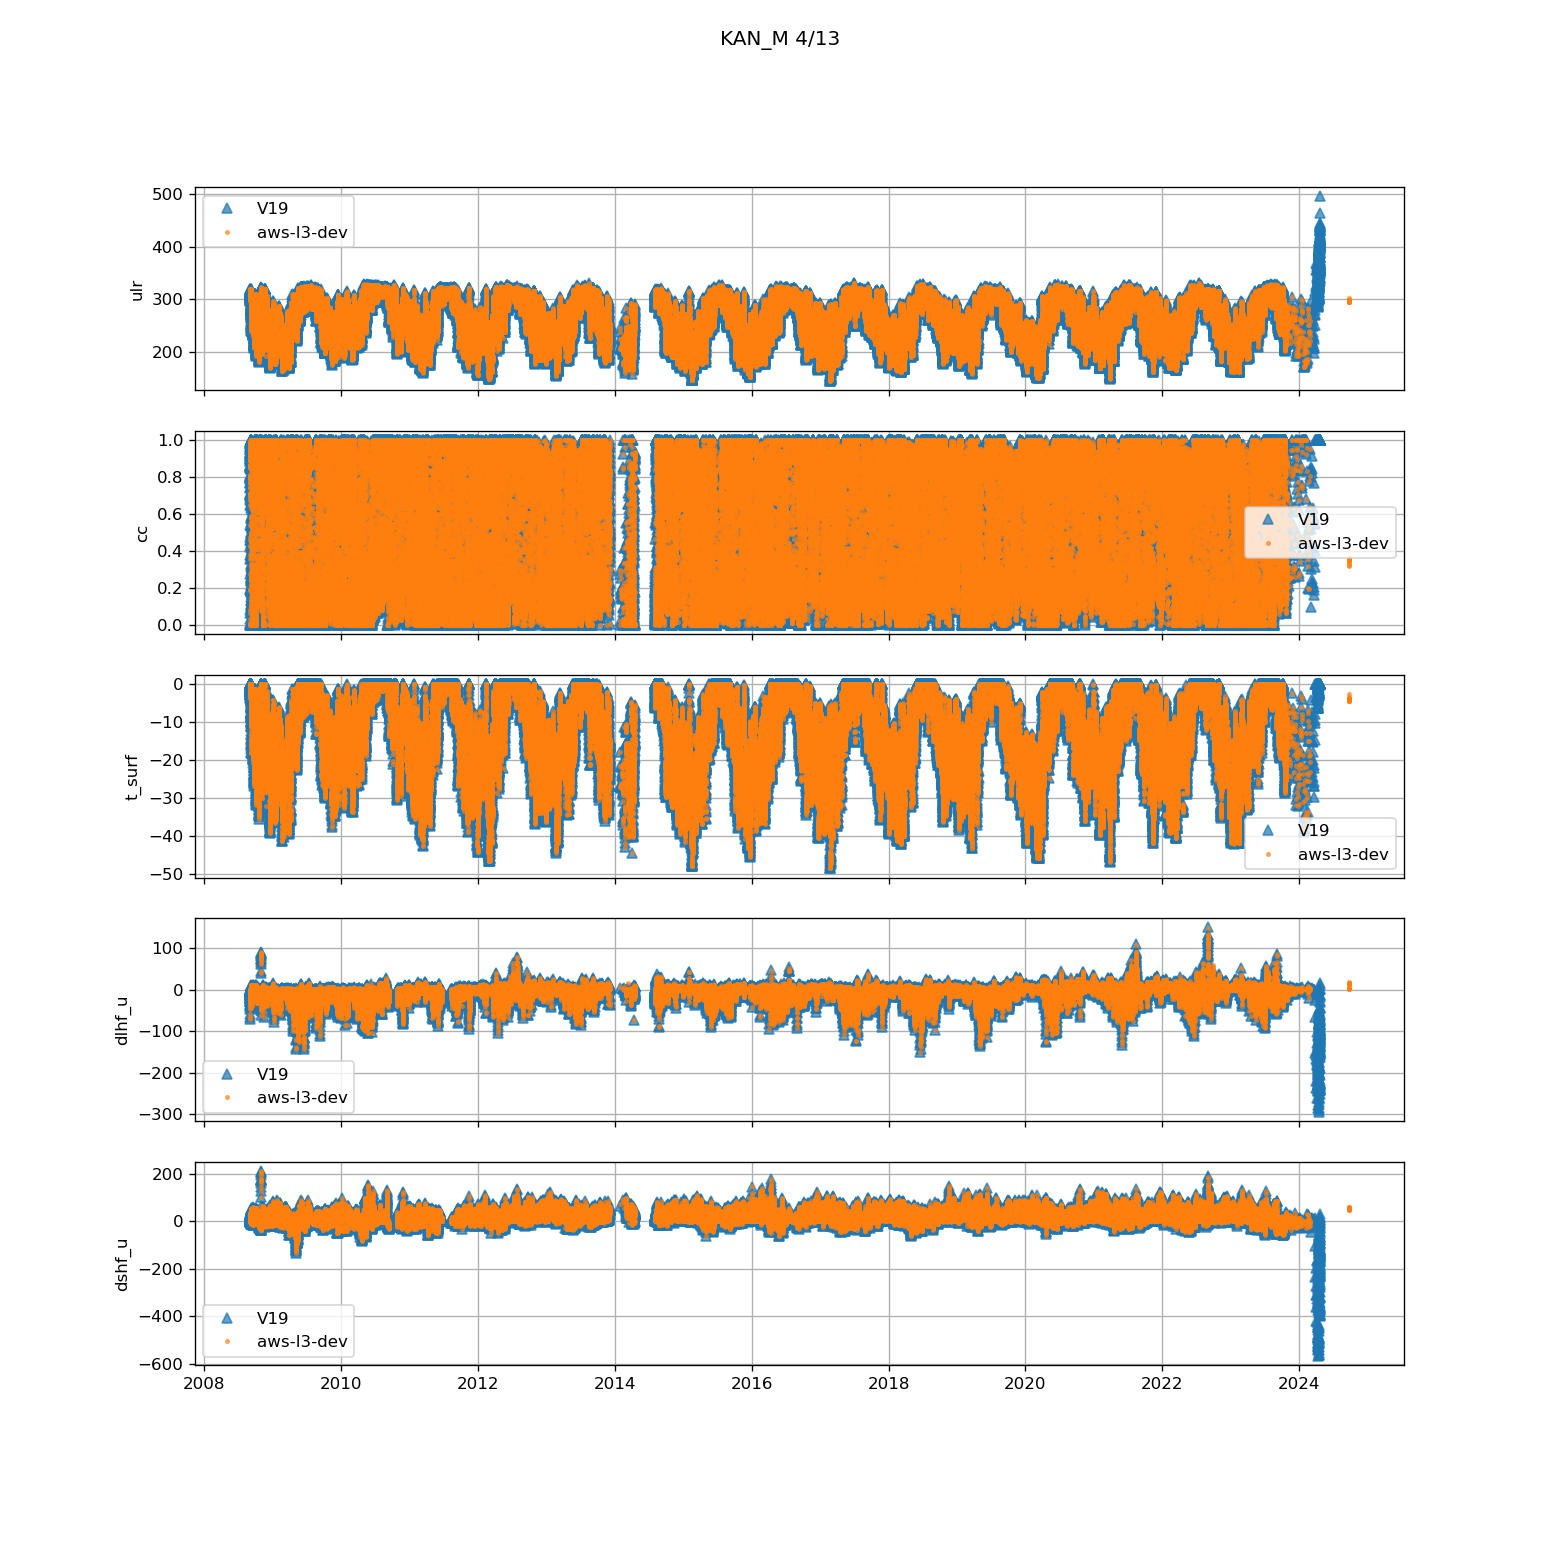 KAN_M 4/13
500
400
300
200
ulr
V19
aws-l3-dev
1.0
0.8
0.6
0.4
0.2
0.0
cc
V19
aws-l3-dev
0
−10
−20
−30
−40
−50
t_surf
V19
aws-l3-dev
100
0
−100
−200
−300
dlhf_u
V19
aws-l3-dev
200
0
−200
−400
−600
dshf_u
V19
aws-l3-dev
2008 2010 2012 2014 2016 2018 2020 2022 2024